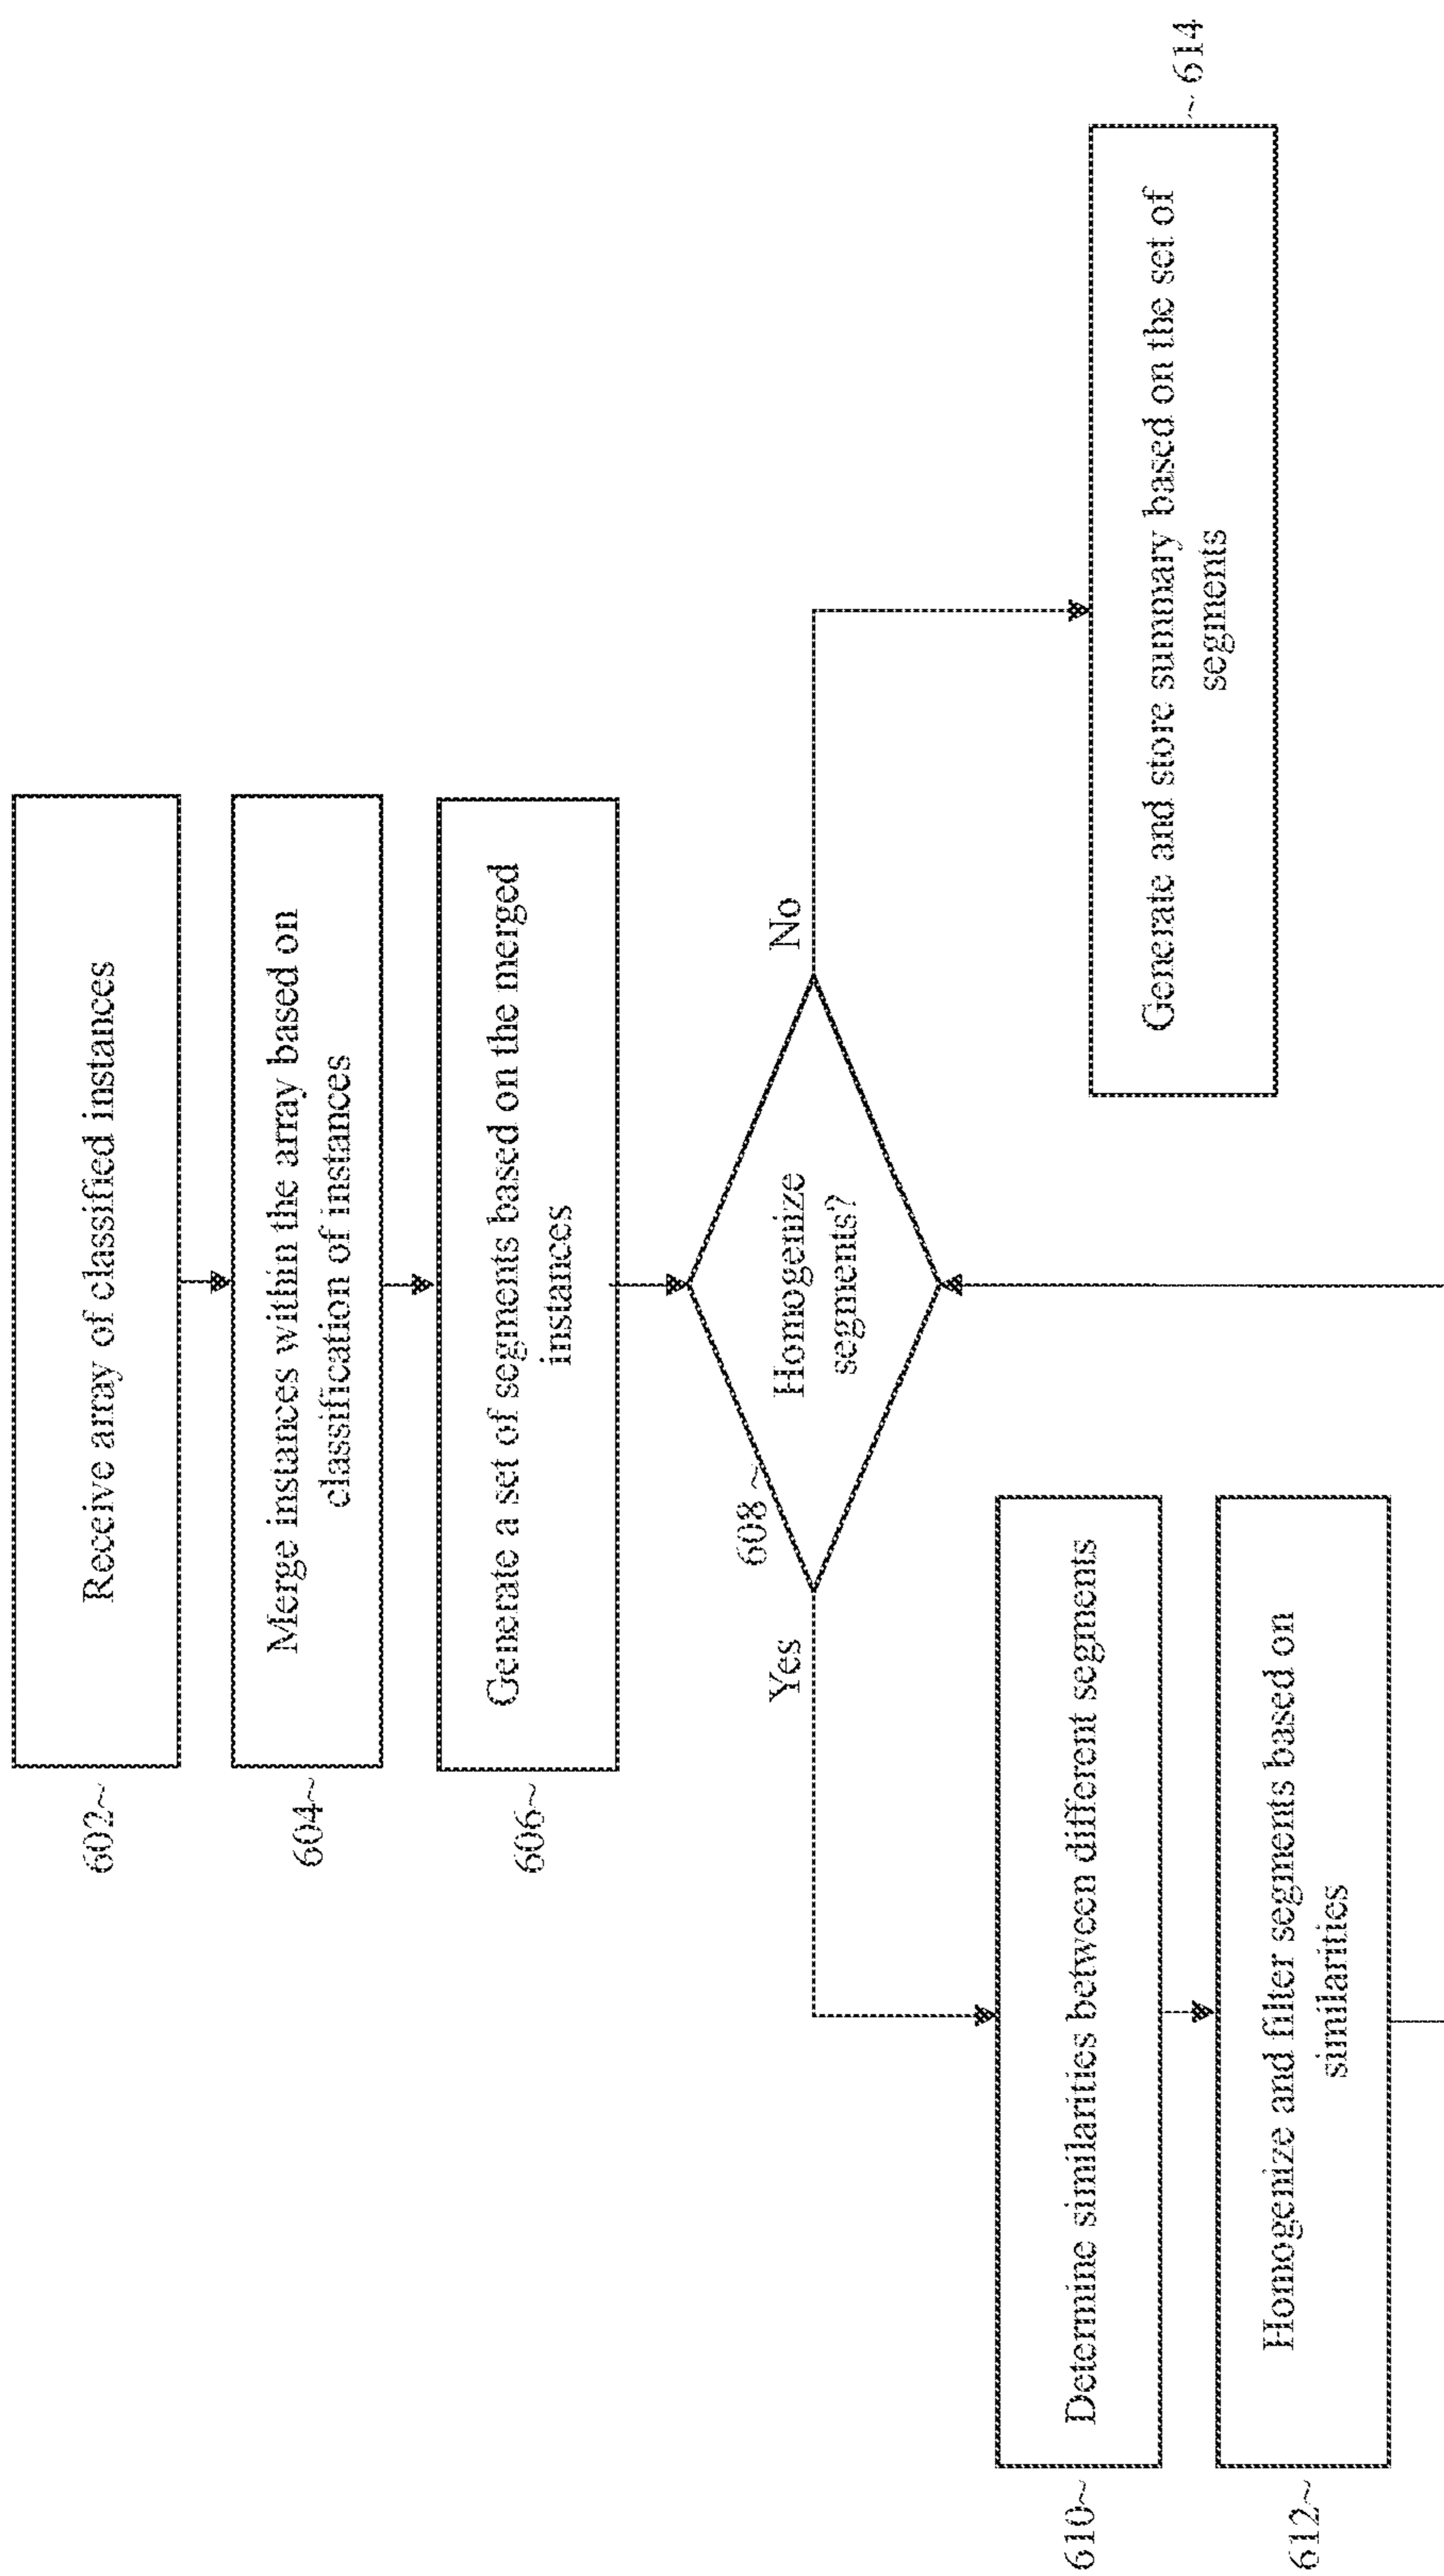 602~
Receive array of classified instances
604~
Merge instances within the array based on
classification of instances
606~
Generate a set of segments based on the merged
instances
608 ~
Homogenize
segments?
Yes
No
610~
Determine similarities between different segments
612~
Homogenize and filter segments based on
similarities
Generate and store summary based on the set of
segments
~ 614